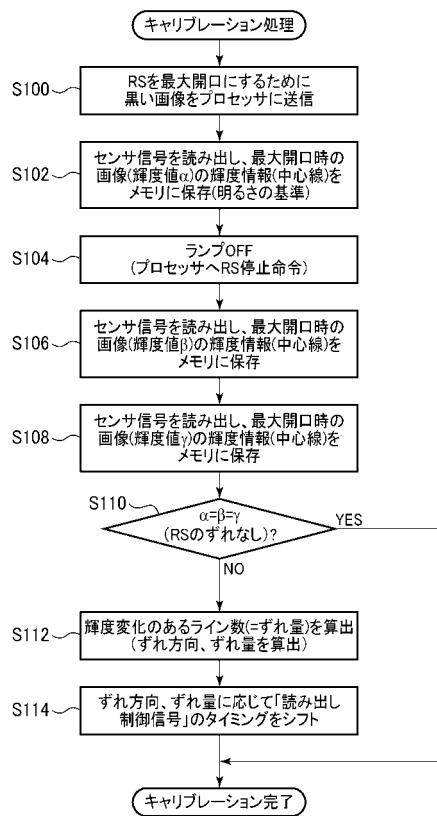 キャリブレーション処理
S100
RSを最大開口にするために
黒い画像をプロセッサに送信
S102
センサ信号を読み出し、最大開口時の
画像(輝度値α)の輝度情報(中心線)を
メモリに保存(明るさの基準)
S104
ランプOFF
(プロセッサへRS停止命令)
S106
センサ信号を読み出し、最大開口時の
画像(輝度値β)の輝度情報(中心線)を
メモリに保存
S108
センサ信号を読み出し、最大開口時の
画像(輝度値γ)の輝度情報(中心線)を
メモリに保存
S110
α=β=γ
(RSのずれなし)?
YES
NO
S112
輝度変化のあるライン数(=ずれ量)を算出
(ずれ方向、ずれ量を算出)
S114
ずれ方向、ずれ量に応じて「読み出し
制御信号」のタイミングをシフト
キャリブレーション完了